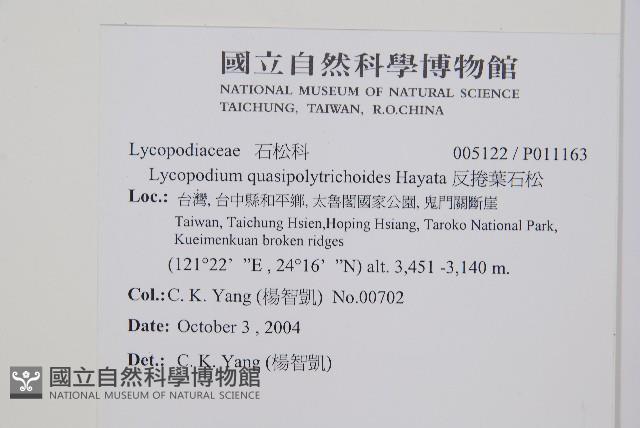 國立自然科學博物館
NATIONAL MUSEUM OF NATURAL SCIENCE
TAICHUNG, TAIWAN, R.O.CHINA
Lycopodiaceae 石松科 005122 / P011163
Lycopodium quasipolytrichoides Hayata 反捲葉石松
Loc.: 台灣, 台中縣和平鄉, 太魯閣國家公園, 鬼門關斷崖
Taiwan, Taichung Hsien,Hoping Hsiang, Taroko National Park,
Kueimenkuan broken ridges
(121°22’ ”E , 24°16’ ”N) alt. 3,451 -3,140 m.
Col.: C. K. Yang (楊智凱) No.00702
Date: October 3 , 2004
Det.: C. K. Yang (楊智凱)
國立自然科學博物館
NATIONAL MUSEUM OF NATURAL SCIENCE